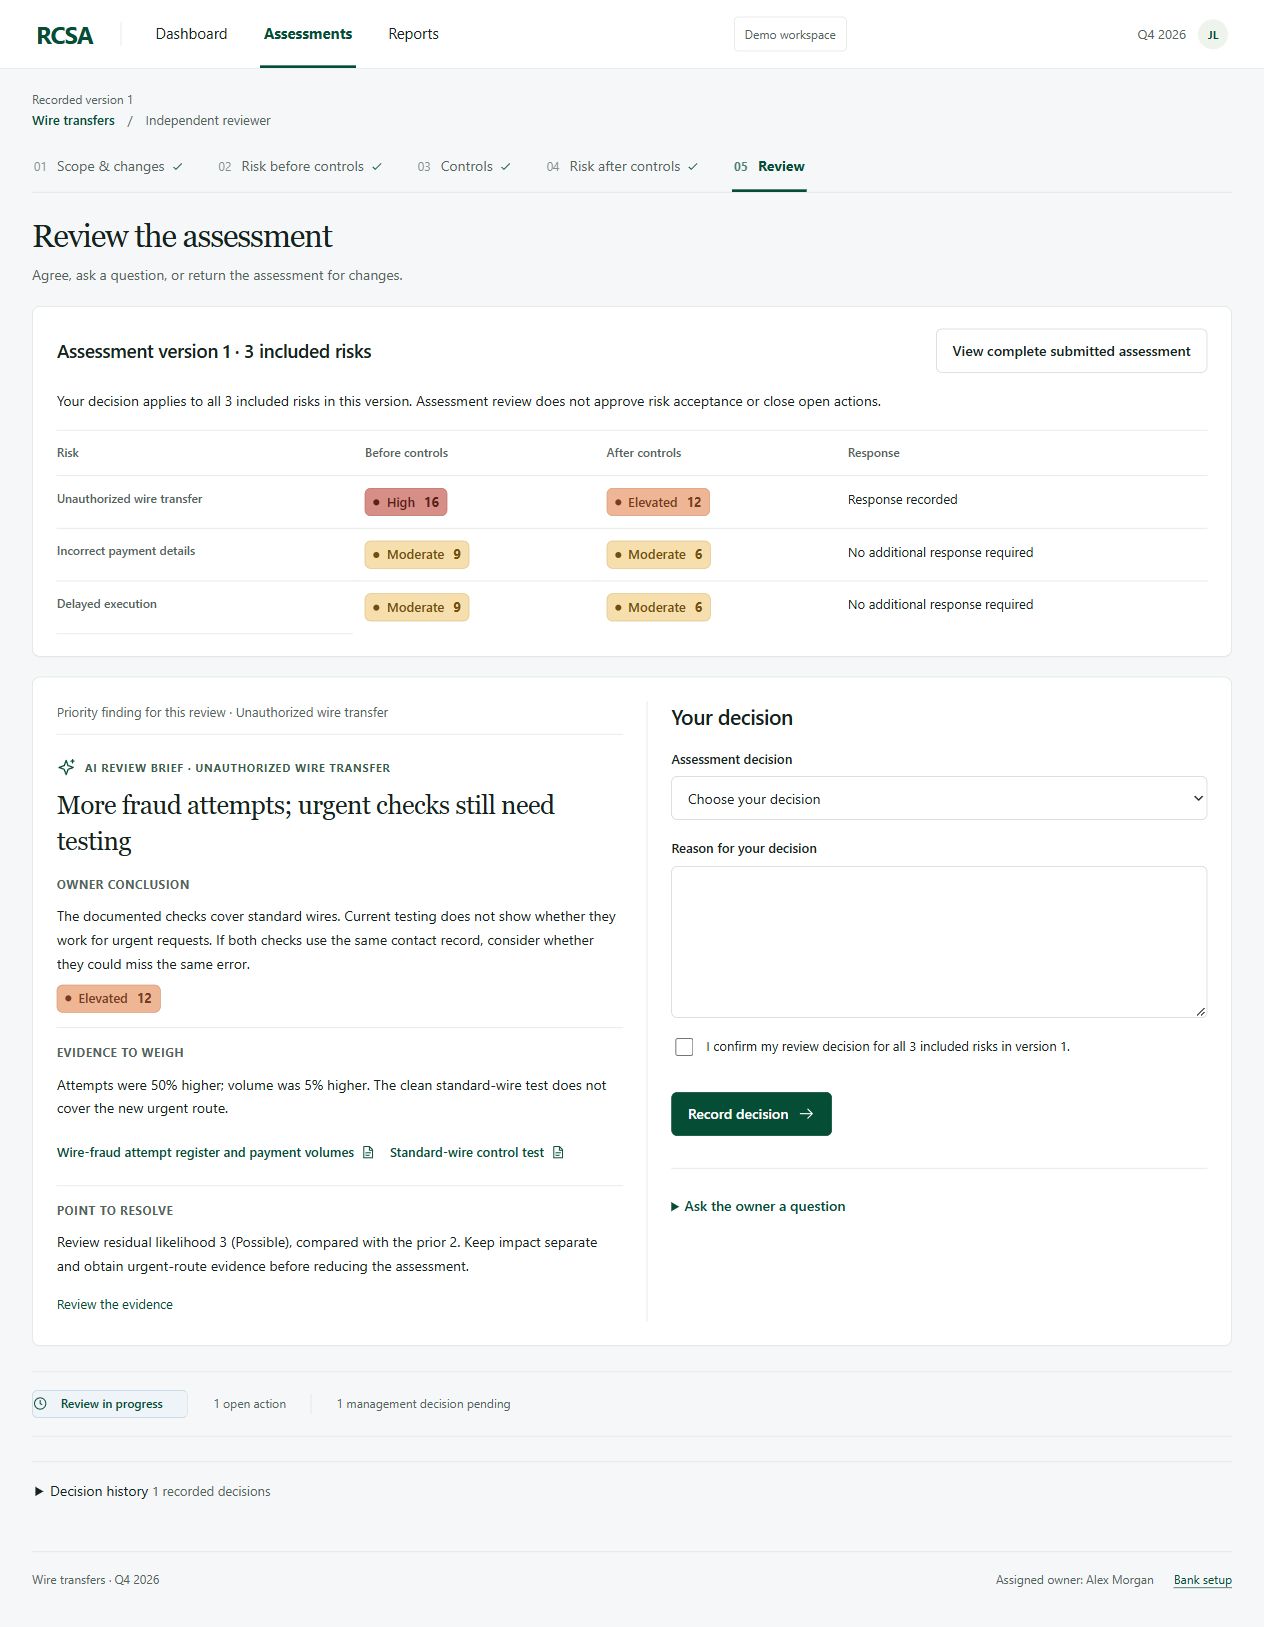 RCSA
Dashboard
Assessments
Reports
Demo workspace
Q4 2026
JL
Recorded version 1
Wire transfers / Independent reviewer
01 Scope & changes ✓
02 Risk before controls ✓
03 Controls ✓
04 Risk after controls ✓
05 Review
Review the assessment
Agree, ask a question, or return the assessment for changes.
Assessment version 1 · 3 included risks
View complete submitted assessment
Your decision applies to all 3 included risks in this version. Assessment review does not approve risk acceptance or close open actions.
Risk Before controls After controls Response
Unauthorized wire transfer • High 16 • Elevated 12 Response recorded
Incorrect payment details • Moderate 9 • Moderate 6 No additional response required
Delayed execution • Moderate 9 • Moderate 6 No additional response required
Priority finding for this review · Unauthorized wire transfer
AI REVIEW BRIEF · UNAUTHORIZED WIRE TRANSFER
More fraud attempts; urgent checks still need
testing
OWNER CONCLUSION
The documented checks cover standard wires. Current testing does not show whether they
work for urgent requests. If both checks use the same contact record, consider whether
they could miss the same error.
• Elevated 12
EVIDENCE TO WEIGH
Attempts were 50% higher; volume was 5% higher. The clean standard-wire test does not
cover the new urgent route.
Wire-fraud attempt register and payment volumes
Standard-wire control test
POINT TO RESOLVE
Review residual likelihood 3 (Possible), compared with the prior 2. Keep impact separate
and obtain urgent-route evidence before reducing the assessment.
Review the evidence
Your decision
Assessment decision
Choose your decision
Reason for your decision
I confirm my review decision for all 3 included risks in version 1.
Record decision →
▶ Ask the owner a question
Review in progress
1 open action
1 management decision pending
▶ Decision history 1 recorded decisions
Wire transfers · Q4 2026
Assigned owner: Alex Morgan
Bank setup